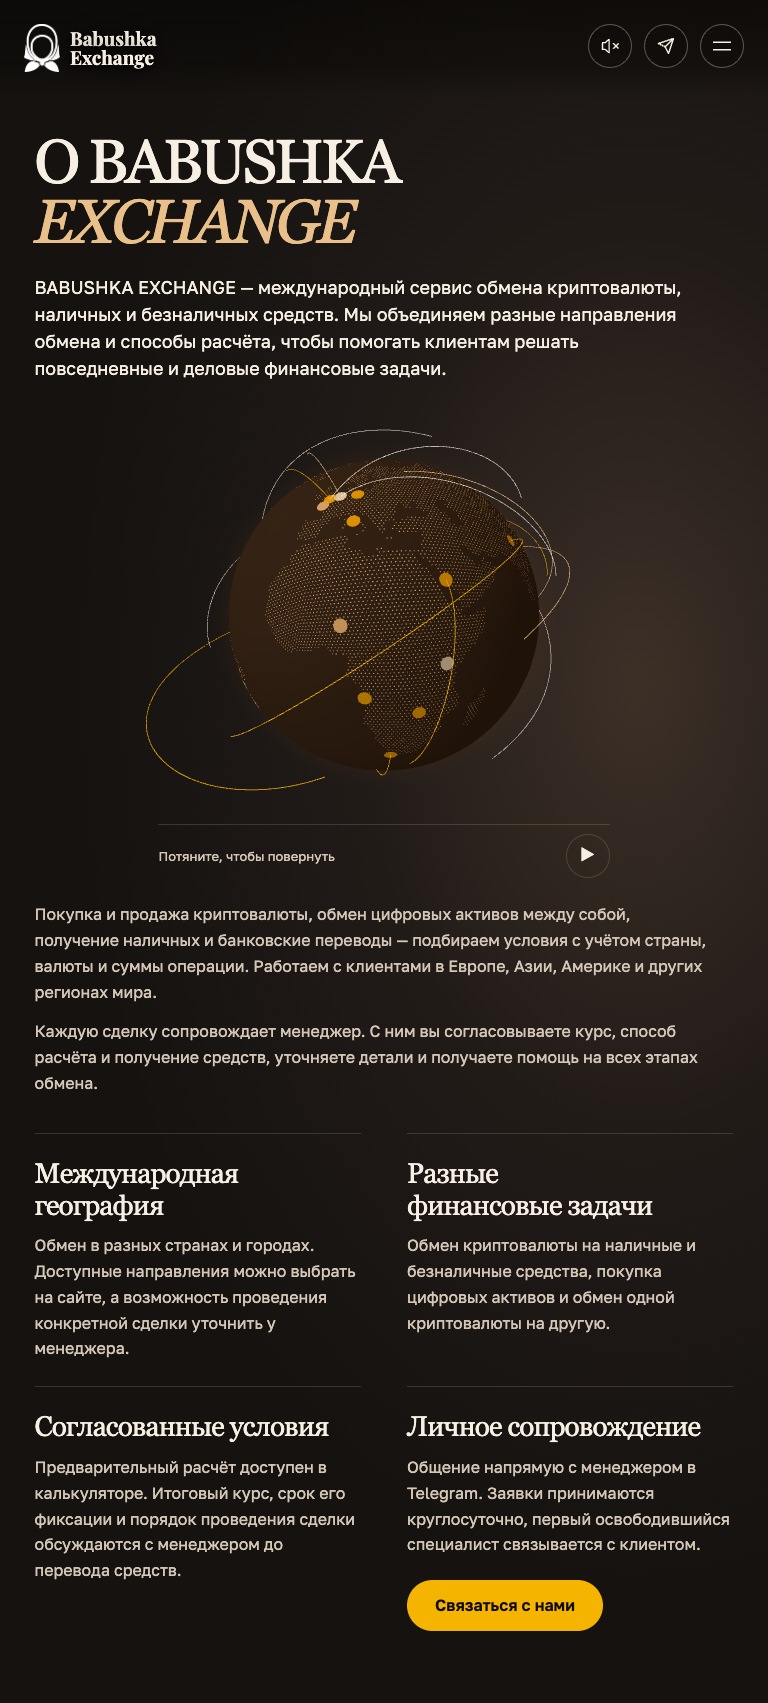 Babushka
Exchange
О BABUSHKA
EXCHANGE
BABUSHKA EXCHANGE — международный сервис обмена криптовалюты,
наличных и безналичных средств. Мы объединяем разные направления
обмена и способы расчёта, чтобы помогать клиентам решать
повседневные и деловые финансовые задачи.
Потяните, чтобы повернуть
Покупка и продажа криптовалюты, обмен цифровых активов между собой,
получение наличных и банковские переводы — подбираем условия с учётом страны,
валюты и суммы операции. Работаем с клиентами в Европе, Азии, Америке и других
регионах мира.
Каждую сделку сопровождает менеджер. С ним вы согласовываете курс, способ
расчёта и получение средств, уточняете детали и получаете помощь на всех этапах
обмена.
Международная
география
Обмен в разных странах и городах.
Доступные направления можно выбрать
на сайте, а возможность проведения
конкретной сделки уточнить у
менеджера.
Разные
финансовые задачи
Обмен криптовалюты на наличные и
безналичные средства, покупка
цифровых активов и обмен одной
криптовалюты на другую.
Согласованные условия
Предварительный расчёт доступен в
калькуляторе. Итоговый курс, срок его
фиксации и порядок проведения сделки
обсуждаются с менеджером до
перевода средств.
Личное сопровождение
Общение напрямую с менеджером в
Telegram. Заявки принимаются
круглосуточно, первый освободившийся
специалист связывается с клиентом.
Связаться с нами